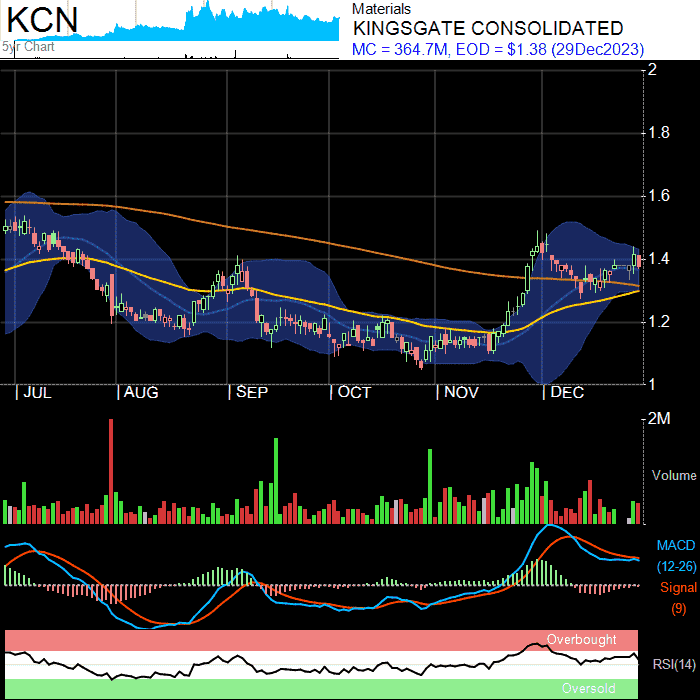 KCN
5yr Chart
Materials
KINGSGATE CONSOLIDATED
MC = 364.7M, EOD = $1.38 (29Dec2023)
2
1.8
1.6
1.4
1.2
1
JUL AUG SEP OCT NOV DEC
2M
Volume
MACD
(12-26)
Signal
(9)
Overbought
RSI(14)
Oversold